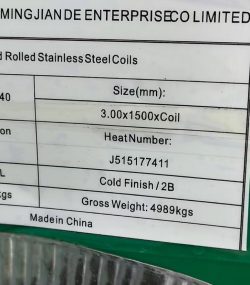 MINGJIANDE ENTERPRISECO LIMITED
d Rolled Stainless Steel Coils
Size(mm):
40
3.00x1500xCoil
on
Heat Number:
J515177411
L
Cold Finish / 2B
kgs
Gross Weight: 4989kgs
Made in China